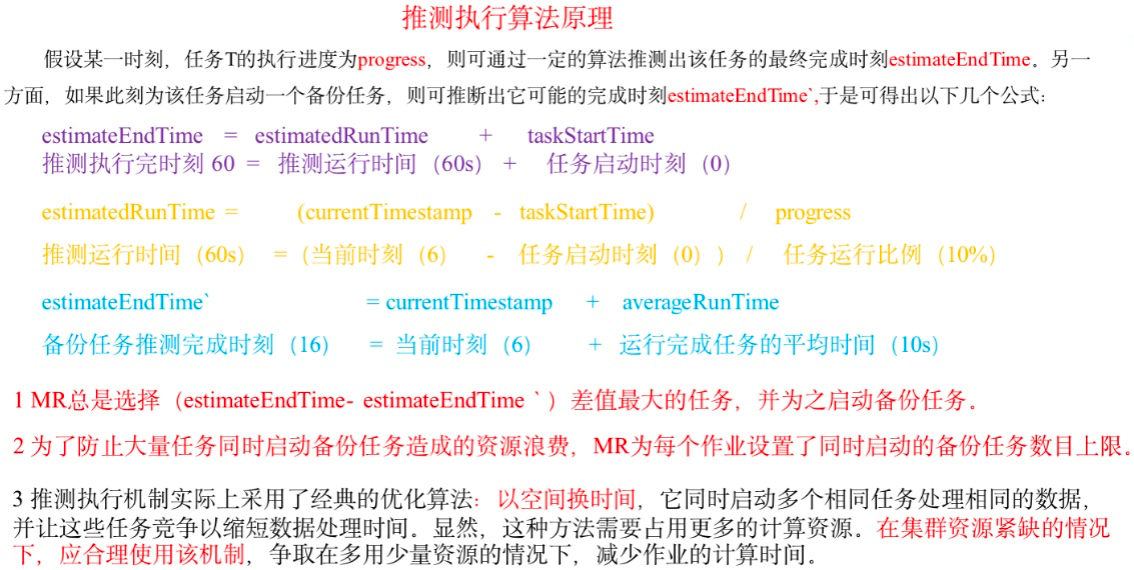 推测执行算法原理
假设某一时刻，任务T的执行进度为progress，则可通过一定的算法推测出该任务的最终完成时刻estimateEndTime。另一
方面，如果此刻为该任务启动一个备份任务，则可推断出它可能的完成时刻estimateEndTime`,于是可得出以下几个公式：
estimateEndTime = estimatedRunTime + taskStartTime
推测执行完时刻 60 = 推测运行时间（60s）+ 任务启动时刻（0）
estimatedRunTime = (currentTimestamp - taskStartTime) / progress
推测运行时间（60s） =（当前时刻（6） - 任务启动时刻（0）） / 任务运行比例（10%）
estimateEndTime` = currentTimestamp + averageRunTime
备份任务推测完成时刻（16） = 当前时刻（6） + 运行完成任务的平均时间（10s）
1 MR总是选择（estimateEndTime- estimateEndTime `）差值最大的任务，并为之启动备份任务。
2 为了防止大量任务同时启动备份任务造成的资源浪费，MR为每个作业设置了同时启动的备份任务数目上限。
3 推测执行机制实际上采用了经典的优化算法：以空间换时间，它同时启动多个相同任务处理相同的数据，
并让这些任务竞争以缩短数据处理时间。显然，这种方法需要占用更多的计算资源。在集群资源紧缺的情况
下，应合理使用该机制，争取在多用少量资源的情况下，减少作业的计算时间。